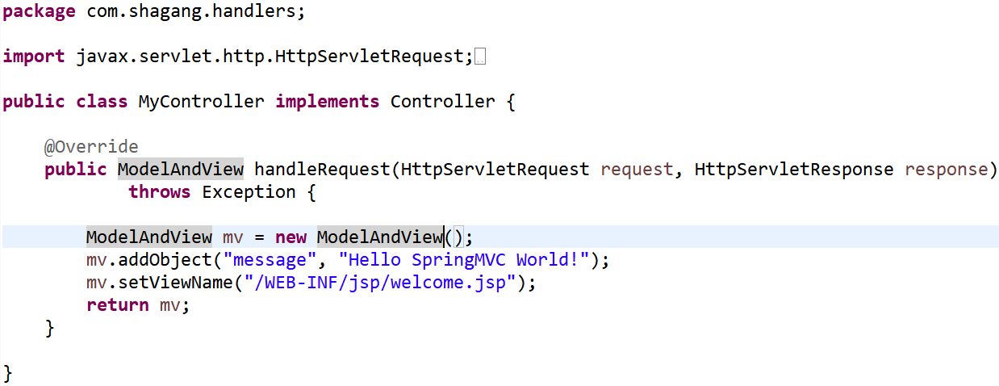 package com.shagang.handlers;
import javax.servlet.http.HttpServletRequest;
public class MyController implements Controller {
@Override
public ModelAndView handleRequest(HttpServletRequest request, HttpServletResponse response)
throws Exception {
ModelAndView mv = new ModelAndView();
mv.addObject("message", "Hello SpringMVC World!");
mv.setViewName("/WEB-INF/jsp/welcome.jsp");
return mv;
}
}